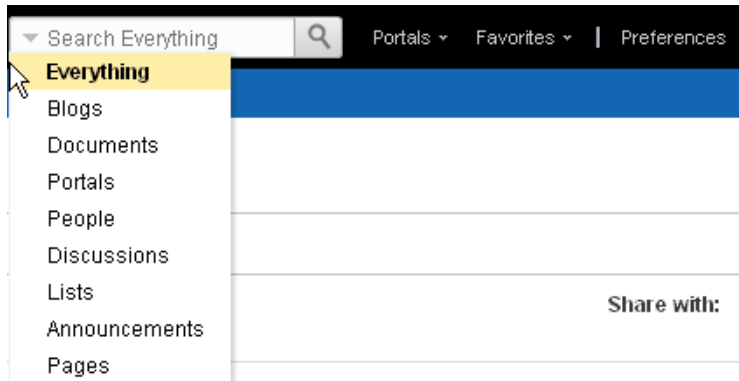 Search Everything Portals Favorites | Preferences
Everything
Blogs
Documents
Portals
People
Discussions
Lists
Share with:
Announcements
Pages